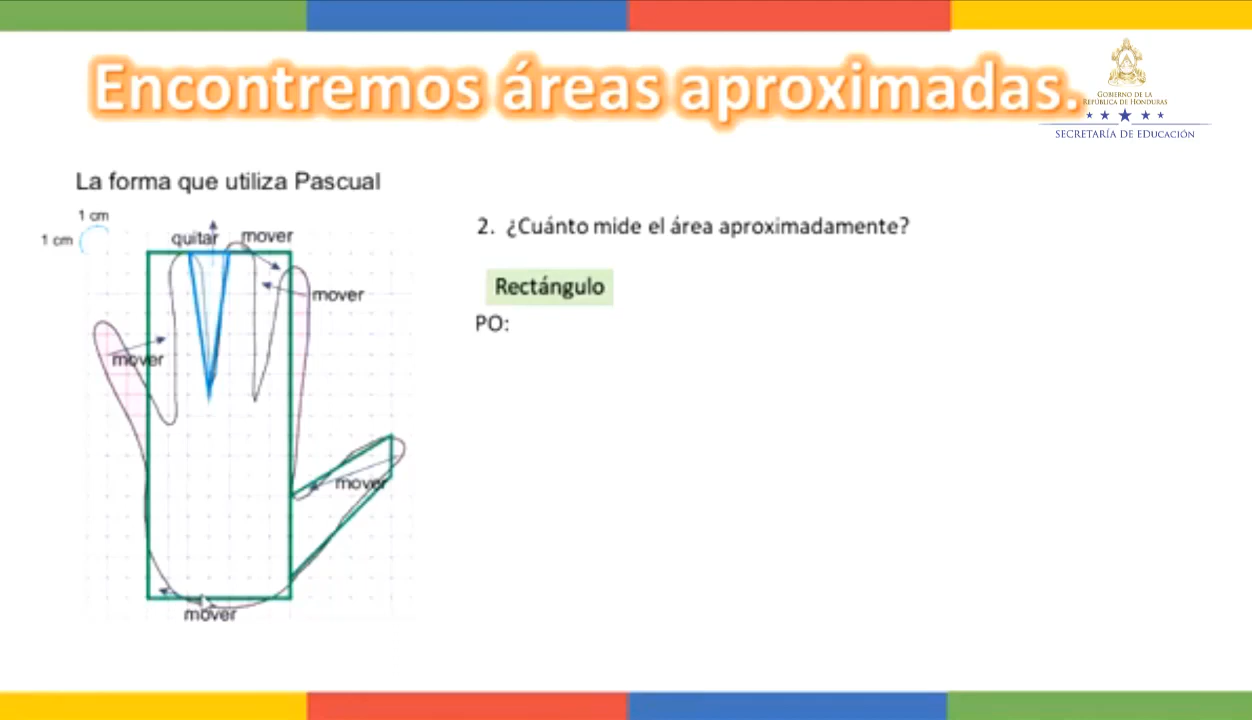 Encontremos áreas aproximadas.
GOBIERNO DE LA
REPÚBLICA DE HONDURAS
SECRETARÍA DE EDUCACIÓN
La forma que utiliza Pascual
1 cm
1 cm
quitar
mover
mover
mover
mover
mover
2. ¿Cuánto mide el área aproximadamente?
Rectángulo
PO: